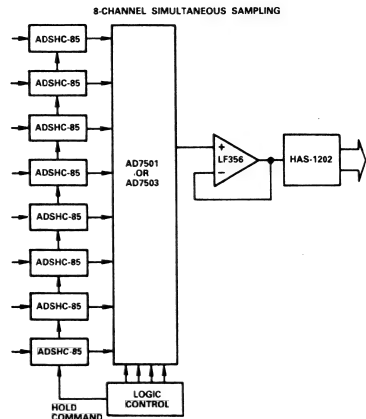 8-CHANNEL SIMULTANEOUS SAMPLING
ADSHC-85
ADSHC-85
ADSHC-85
ADSHC-85
ADSHC-85
ADSHC-85
ADSHC-85
ADSHC-85
AD7501
OR
AD7503
+
LF356
−
HAS-1202
HOLD
COMMAND
LOGIC
CONTROL